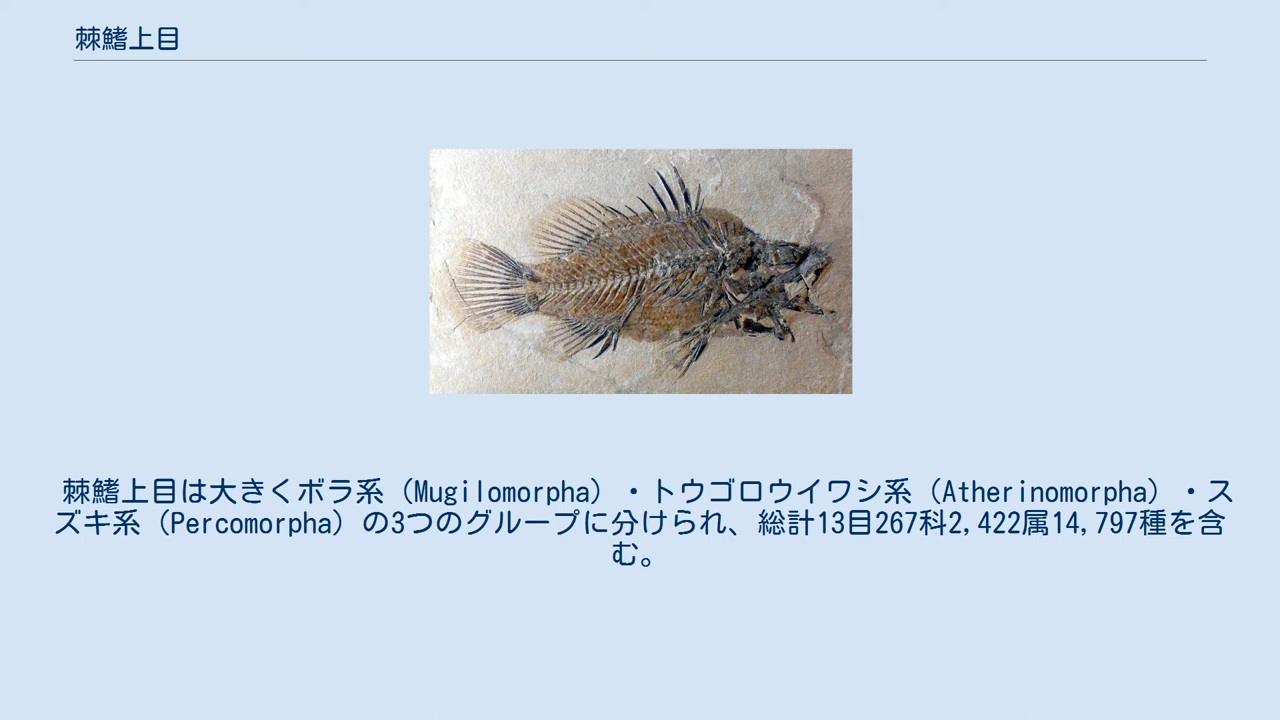 棘鰭上目
棘鰭上目は大きくボラ系（Mugilomorpha）・トウゴロウイワシ系（Atherinomorpha）・ス
ズキ系（Percomorpha）の3つのグループに分けられ、総計13目267科2,422属14,797種を含
む。